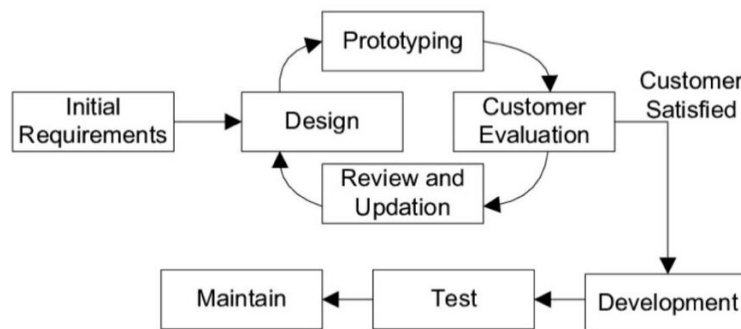 Prototyping
Initial
Requirements
Design
Customer
Evaluation
Customer
Satisfied
Review and
Updation
Maintain
Test
Development